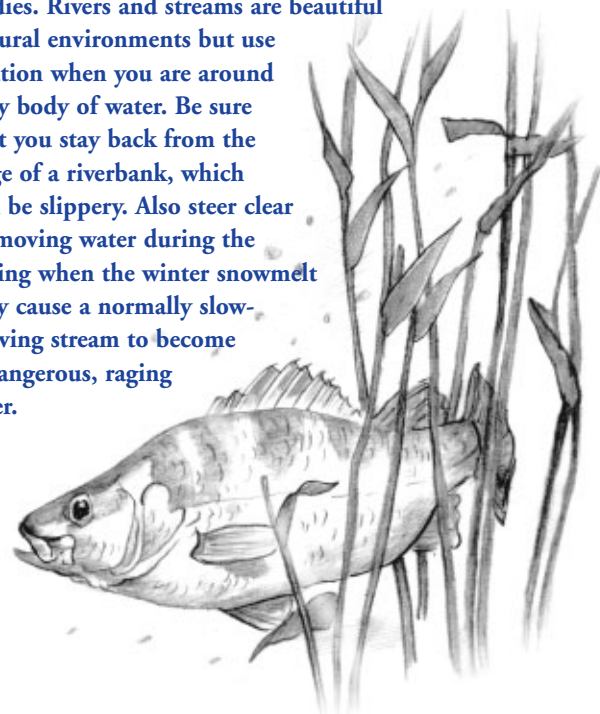 lies. Rivers and streams are beautiful
ural environments but use
tion when you are around
y body of water. Be sure
t you stay back from the
ge of a riverbank, which
be slippery. Also steer clear
moving water during the
ing when the winter snowmelt
y cause a normally slow-
ving stream to become
angerous, raging
er.